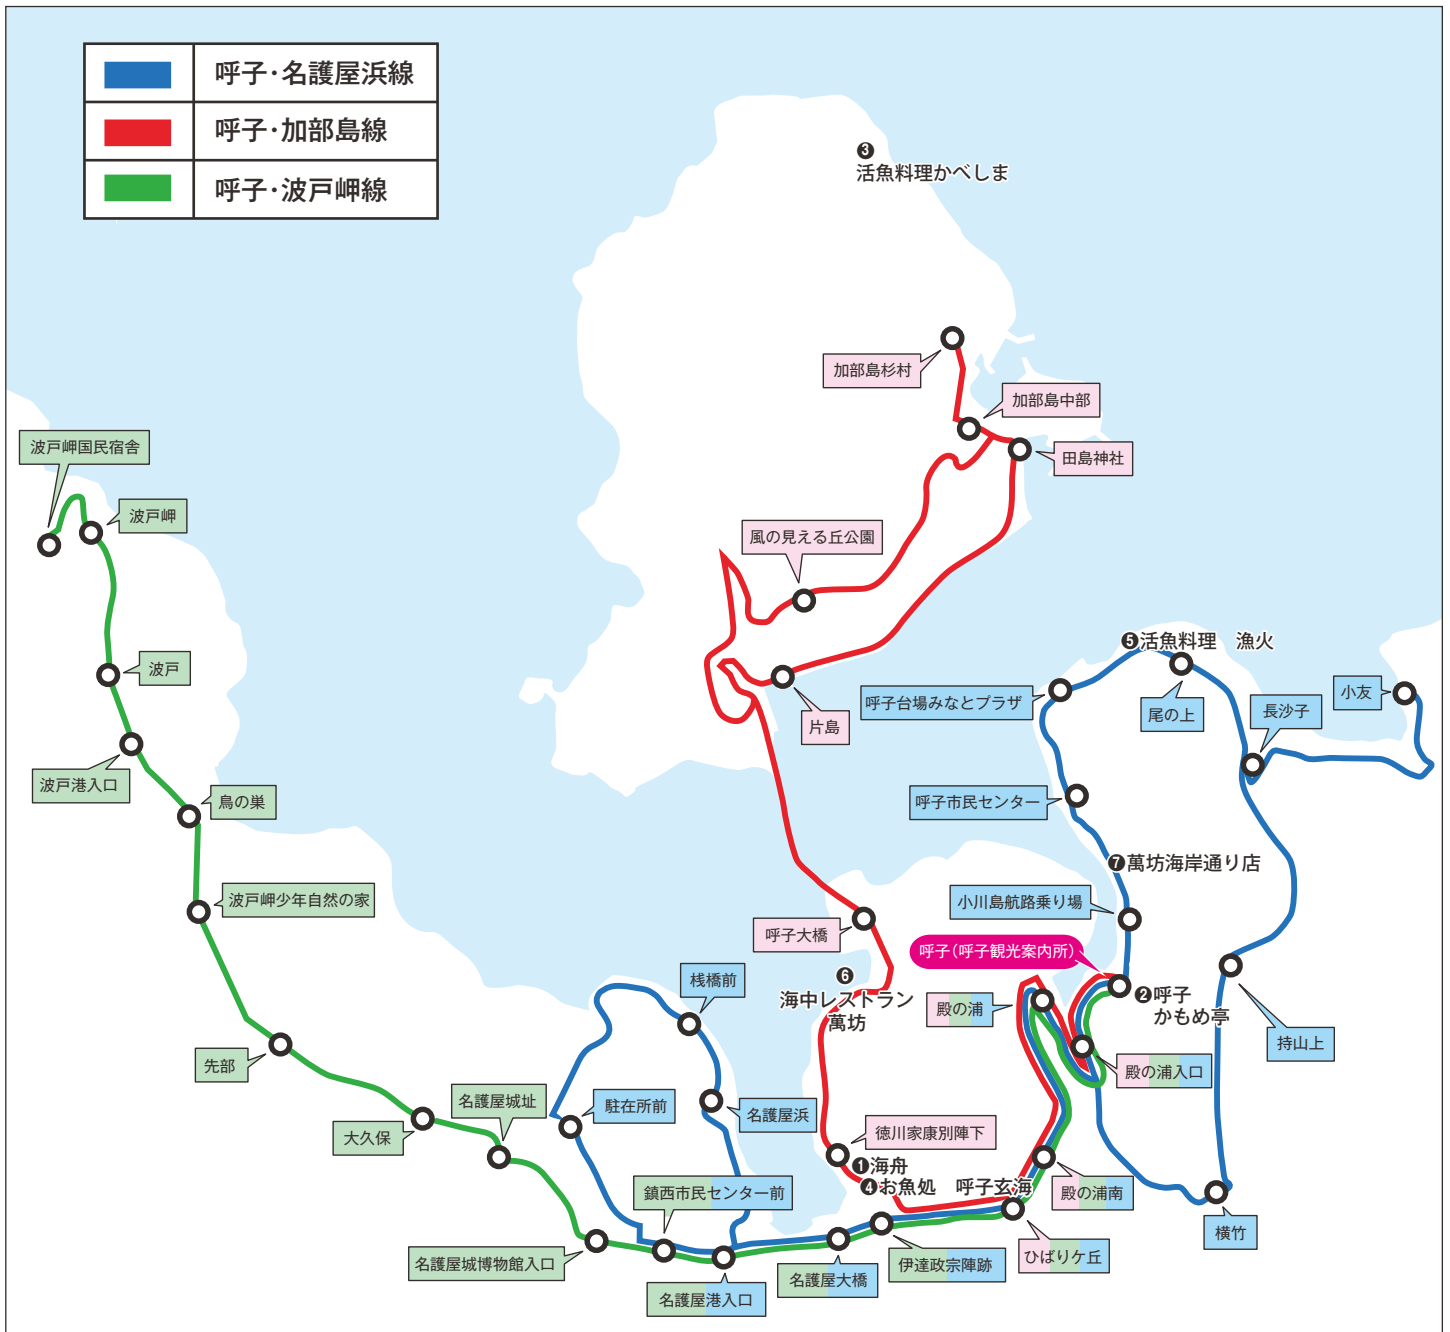 呼子・名護屋浜線
呼子・加部島線
呼子・波戸岬線
❸
活魚料理かべしま
加部島杉村
加部島中部
田島神社
波戸岬国民宿舎
波戸岬
風の見える丘公園
❺活魚料理　漁火
波戸
呼子台場みなとプラザ
尾の上
長沙子
小友
片島
波戸港入口
鳥の巣
呼子市民センター
❼萬坊海岸通り店
波戸岬少年自然の家
小川島航路乗り場
呼子大橋
呼子（呼子観光案内所）
❻
海中レストラン
萬坊
桟橋前
殿の浦
❷呼子
かもめ亭
持山上
先部
殿の浦入口
名護屋城址
駐在所前
名護屋浜
大久保
徳川家康別陣下
❶海舟
❹お魚処　呼子玄海
鎮西市民センター前
殿の浦南
横竹
名護屋城博物館入口
伊達政宗陣跡
ひばりケ丘
名護屋大橋
名護屋港入口